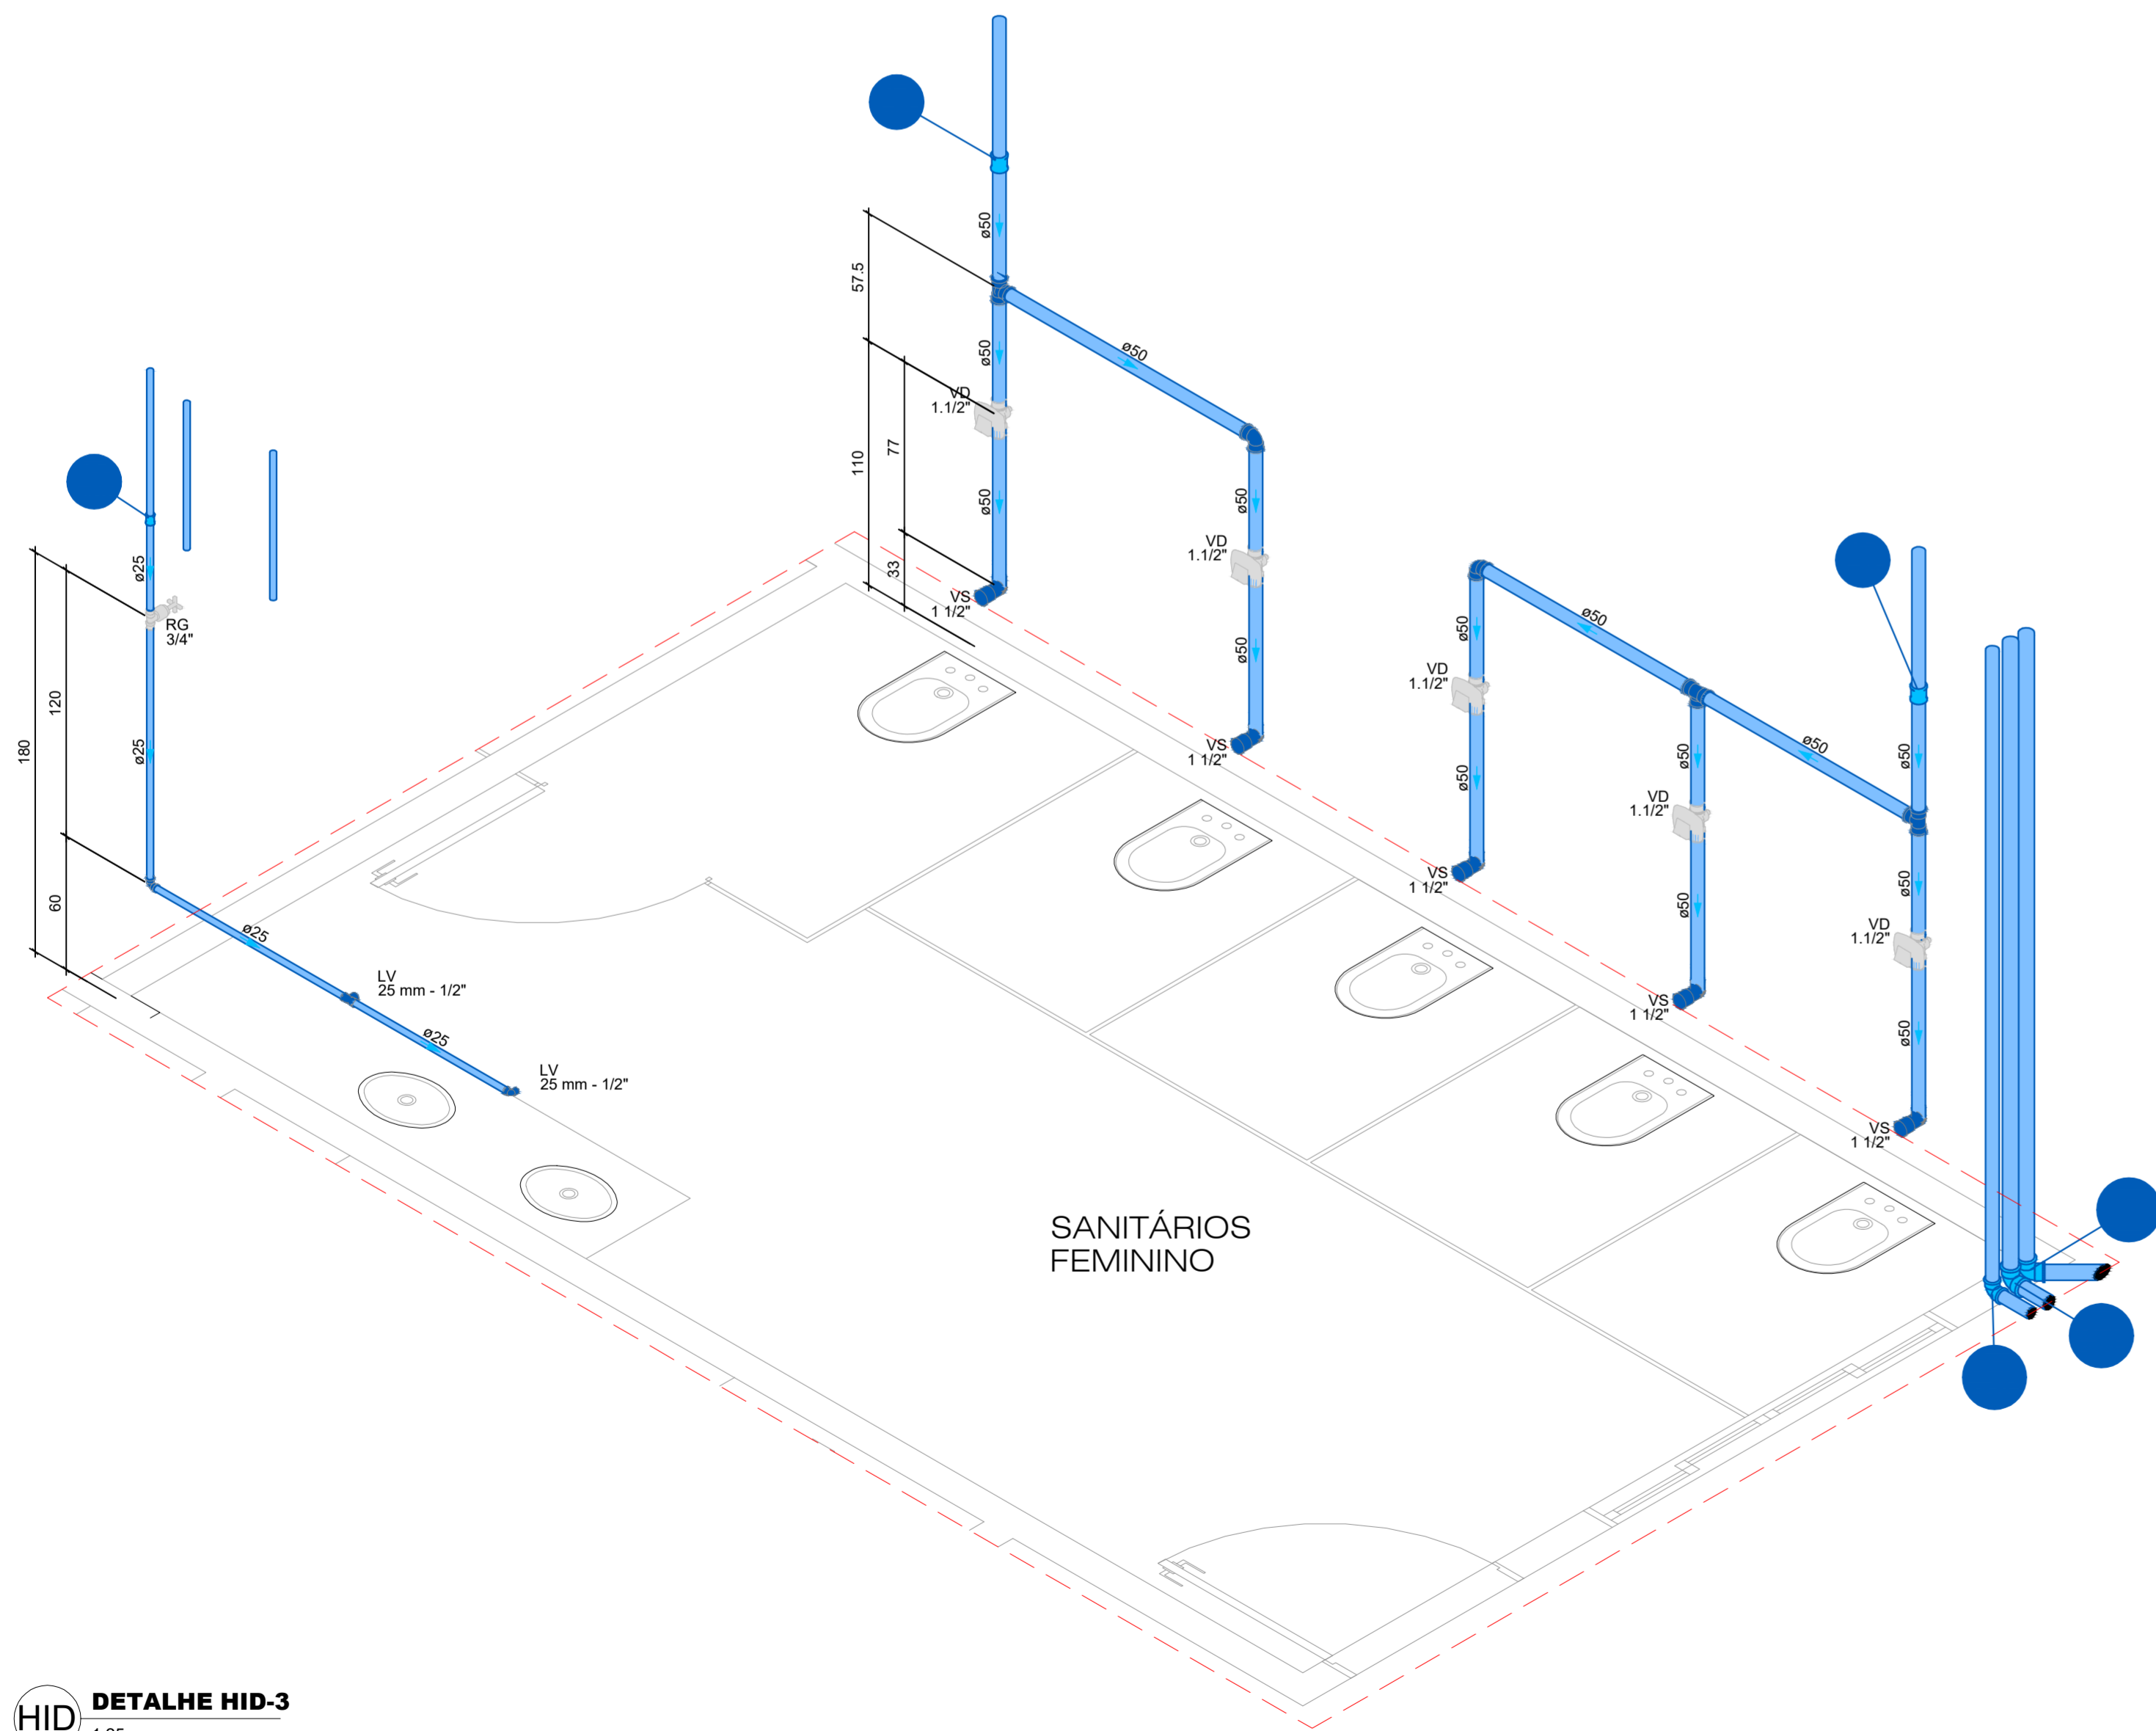 ø50
57.5
ø50
ø50
VD
1.1/2"
77
110
ø50
ø50
VD
1.1/2"
33
VS
1 1/2"
ø25
RG
3/4"
ø50
ø50
ø50
VD
1.1/2"
120
180
ø25
VS
1 1/2"
ø50
ø50
ø50
ø50
VD
1.1/2"
VS
1 1/2"
ø50
ø50
60
ø25
VD
1.1/2"
LV
25 mm - 1/2"
VS
1 1/2"
ø50
ø25
LV
25 mm - 1/2"
VS
1 1/2"
SANITÁRIOS
FEMININO
HID
DETALHE HID-3